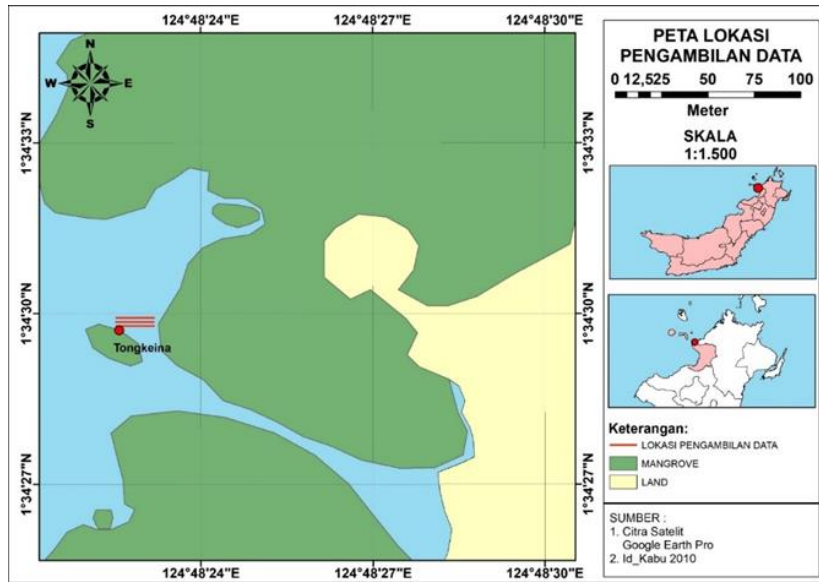 124°48'24"E 124°48'27"E 124°48'30"E
N
W E
S
1°34'33"N 1°34'33"N
1°34'30"N 1°34'30"N
Tongkeina
1°34'27"N 1°34'27"N
124°48'24"E 124°48'27"E 124°48'30"E
PETA LOKASI
PENGAMBILAN DATA
0 12,525 50 75 100
Meter
SKALA
1:1.500
Keterangan:
LOKASI PENGAMBILAN DATA
MANGROVE
LAND
SUMBER :
1. Citra Satelit
Google Earth Pro
2. Id_Kabu 2010